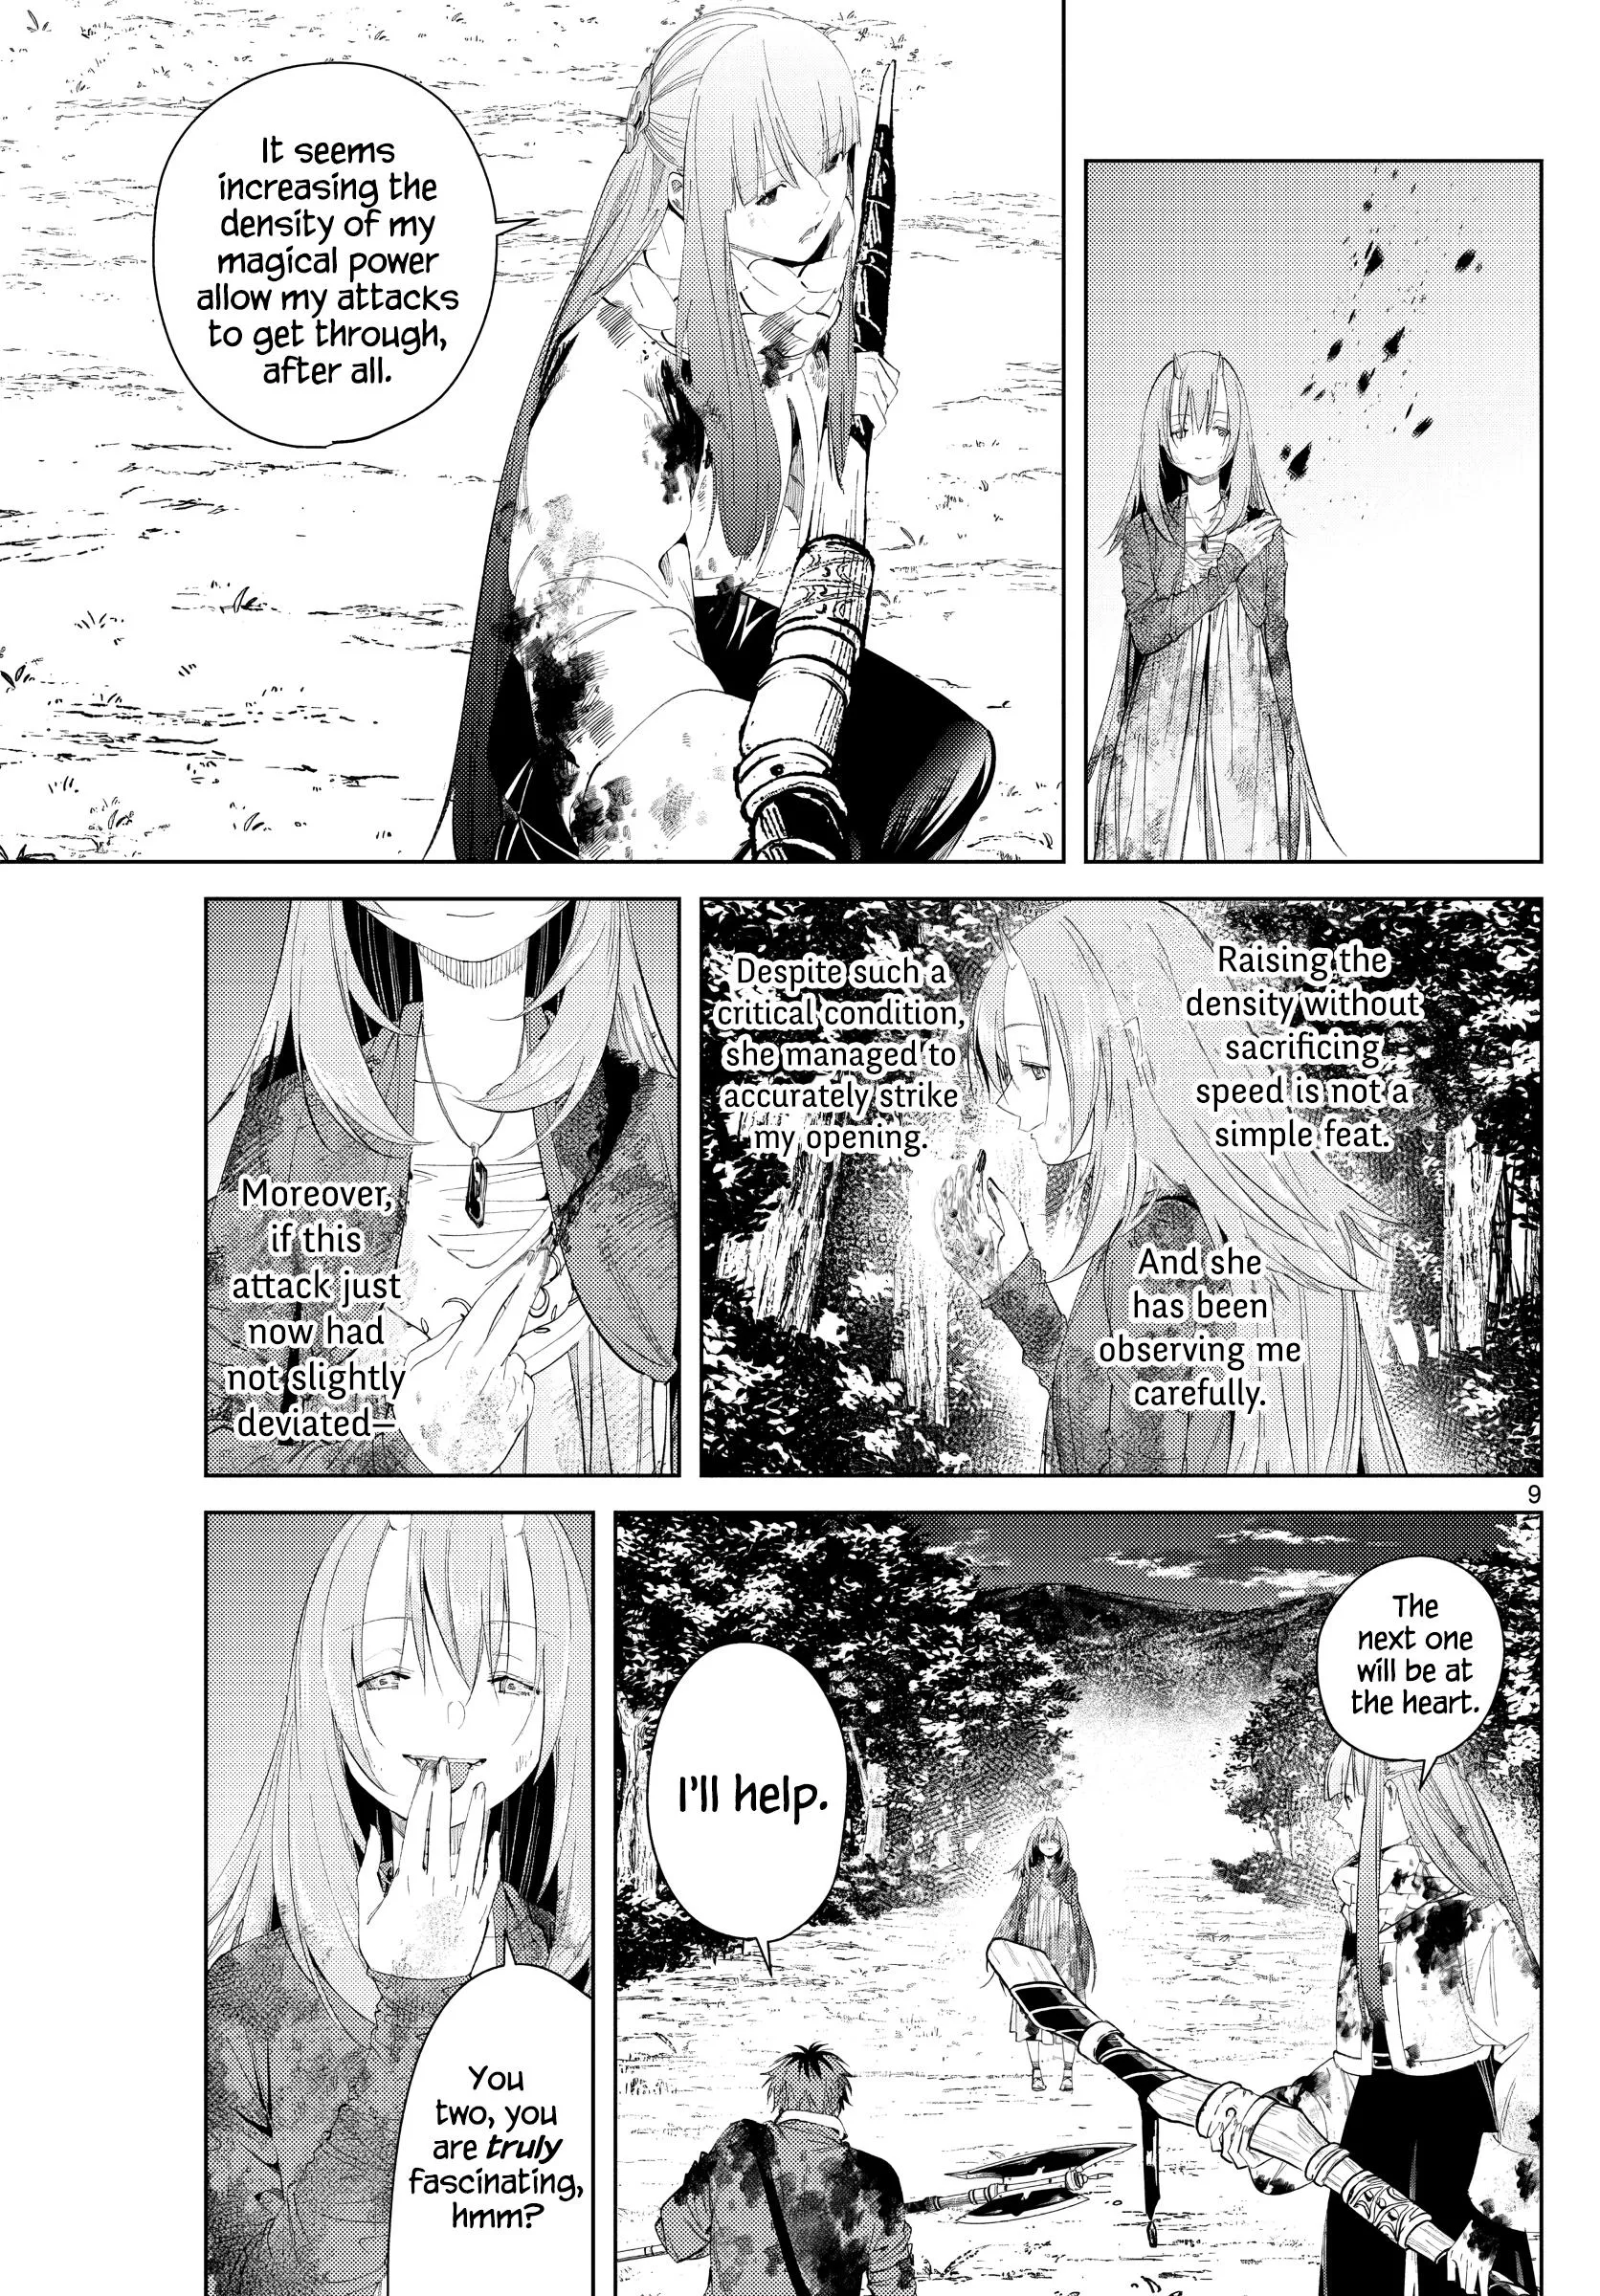 It seems
increasing the
density of my
magical power
allow my attacks
to get through,
after all.
Raising the
density without
sacrificing
speed is not a
simple feat.
And she
has been
observing me
carefully.
Despite such a
critical condition,
she managed to
accurately strike
my opening.
Moreover,
if this
attack just
now had
not slightly
deviated—
9
The
next one
will be at
the heart.
I'll help.
You
two, you
are truly
fascinating,
hmm?